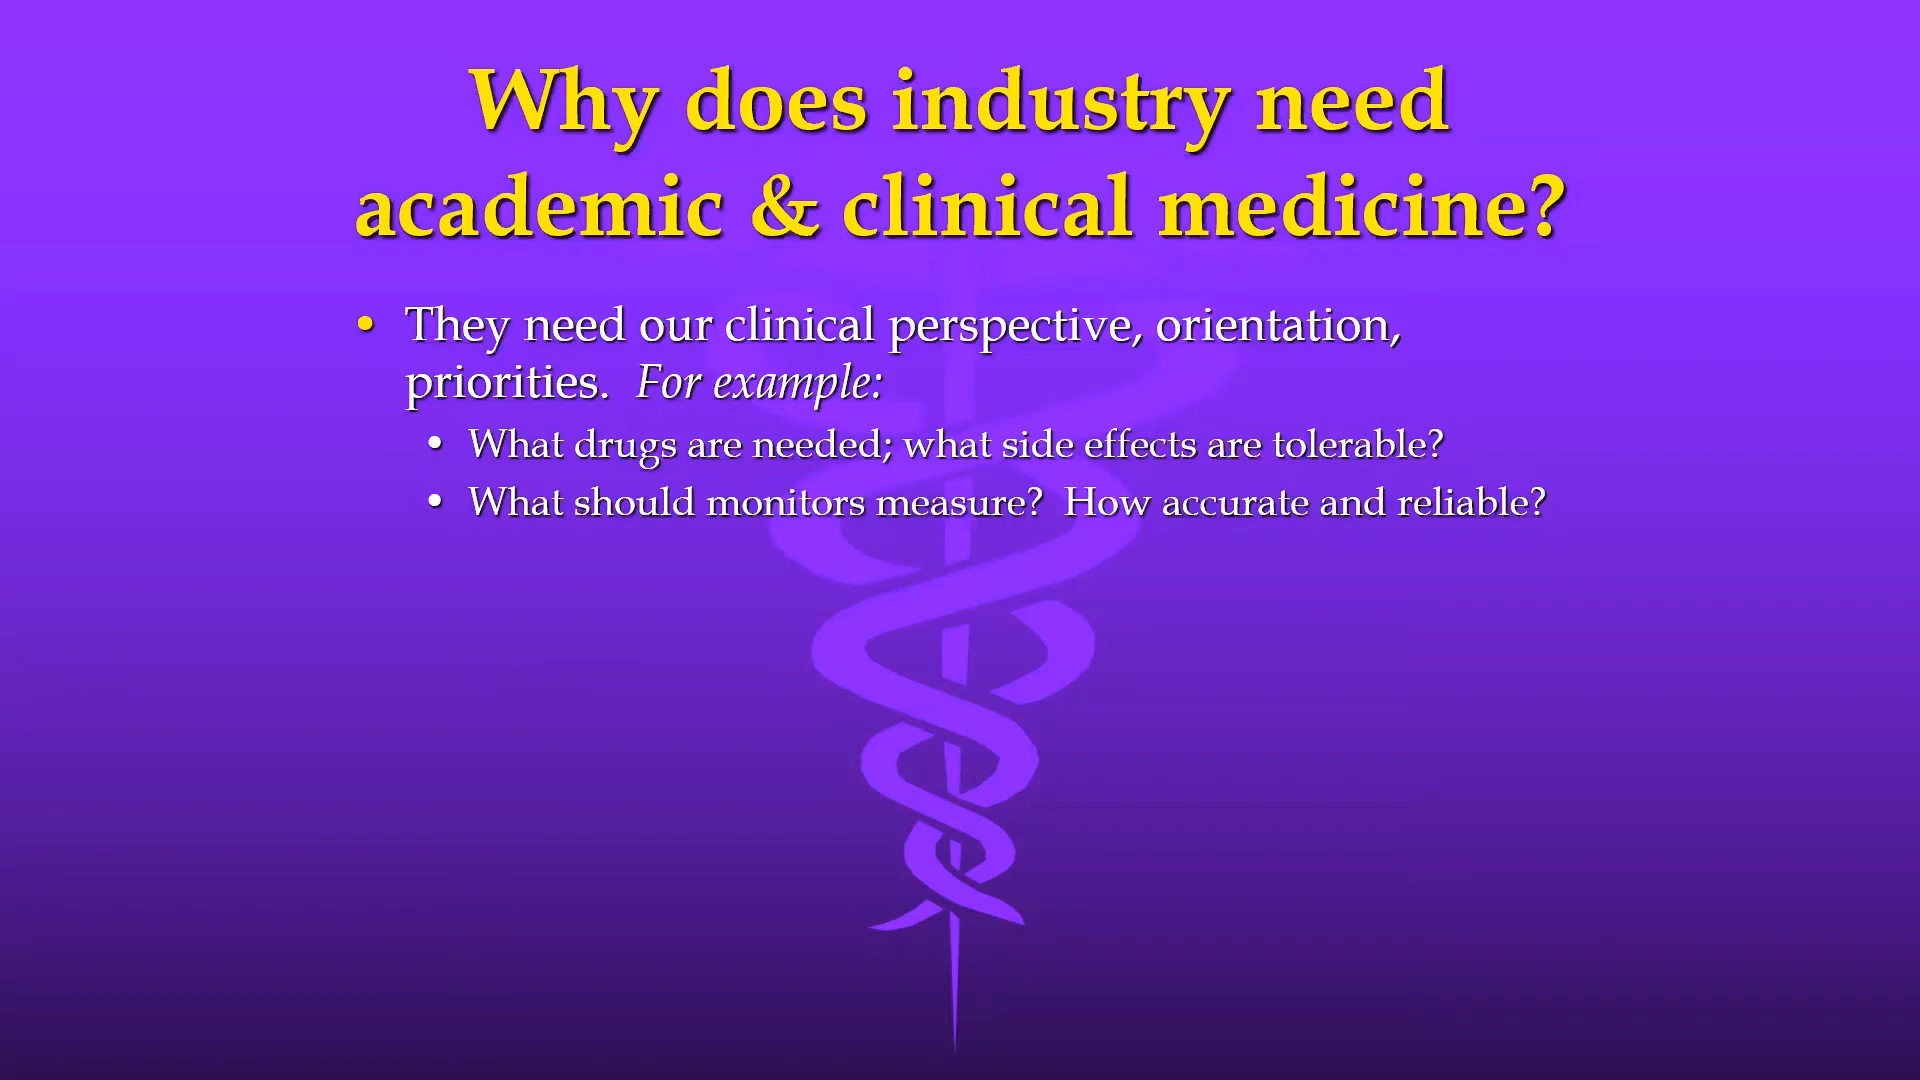 Why does industry need
academic & clinical medicine?
• They need our clinical perspective, orientation,
priorities.  For example:
• What drugs are needed; what side effects are tolerable?
• What should monitors measure?  How accurate and reliable?